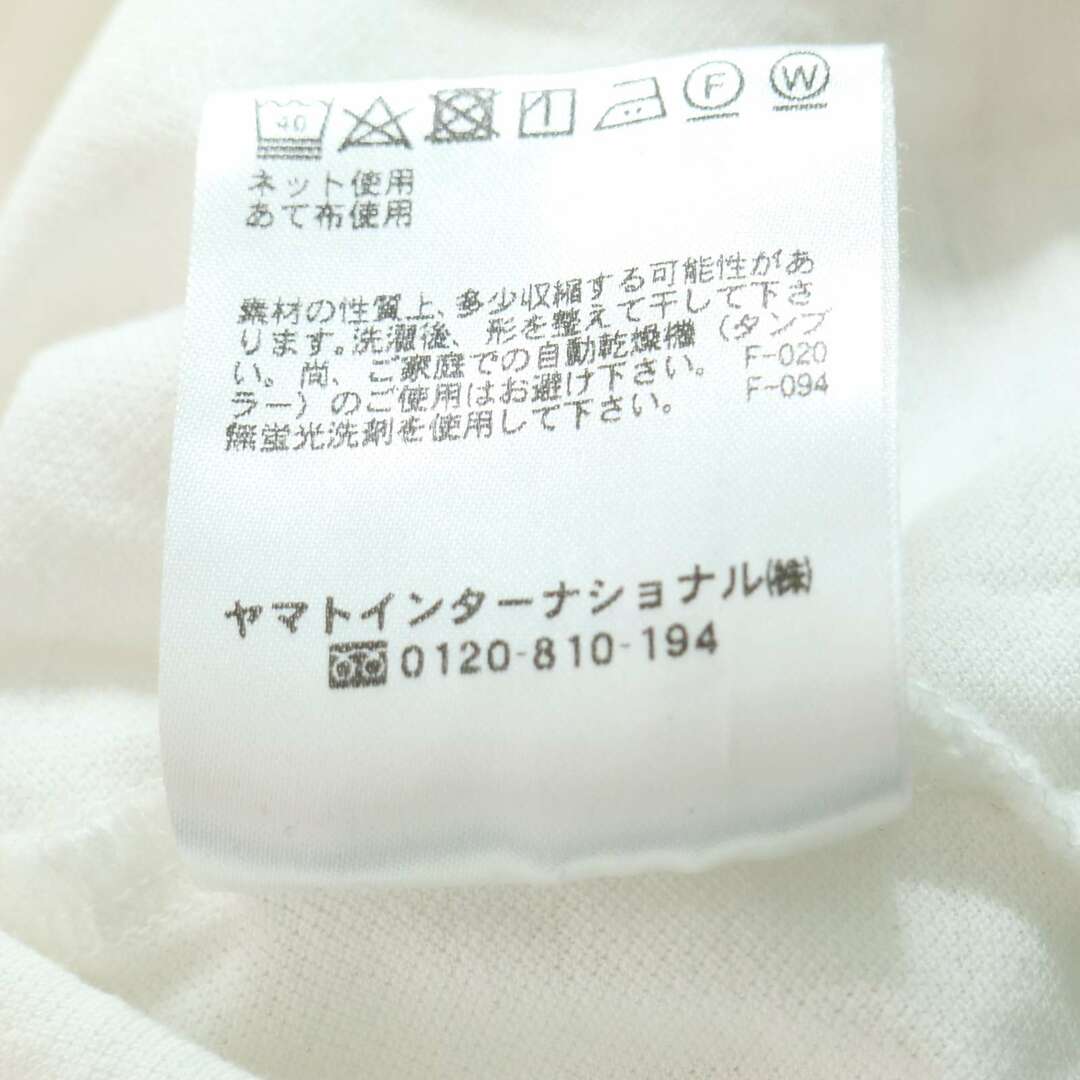 40 F W
ネット使用
あて布使用
素材の性質上、多少収縮する可能性があ
ります。洗濯後、形を整えて干して下さ
い。尚、ご家庭での自動乾燥機(タンブ
ラー)のご使用はお避け下さい。 F-020
無蛍光洗剤を使用して下さい。 F-094
ヤマトインターナショナル㈱
0120-810-194